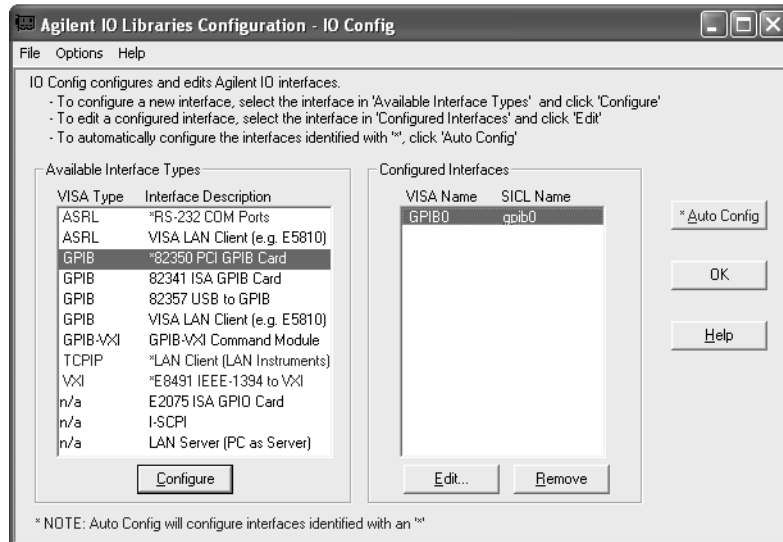 Agilent IO Libraries Configuration - IO Config
File Options Help
IO Config configures and edits Agilent IO interfaces.
- To configure a new interface, select the interface in 'Available Interface Types' and click 'Configure'
- To edit a configured interface, select the interface in 'Configured Interfaces' and click 'Edit'
- To automatically configure the interfaces identified with '*', click 'Auto Config'
Available Interface Types
VISA Type Interface Description
ASRL *RS-232 COM Ports
ASRL VISA LAN Client (e.g. E5810)
GPIB *82350 PCI GPIB Card
GPIB 82341 ISA GPIB Card
GPIB 82357 USB to GPIB
GPIB VISA LAN Client (e.g. E5810)
GPIB-VXI GPIB-VXI Command Module
TCPIP *LAN Client (LAN Instruments)
VXI *E8491 IEEE-1394 to VXI
n/a E2075 ISA GPIO Card
n/a I-SCPI
n/a LAN Server (PC as Server)
Configure
Configured Interfaces
VISA Name SICL Name
GPIB0 gpib0
Edit... Remove
* Auto Config
OK
Help
* NOTE: Auto Config will configure interfaces identified with an '*'